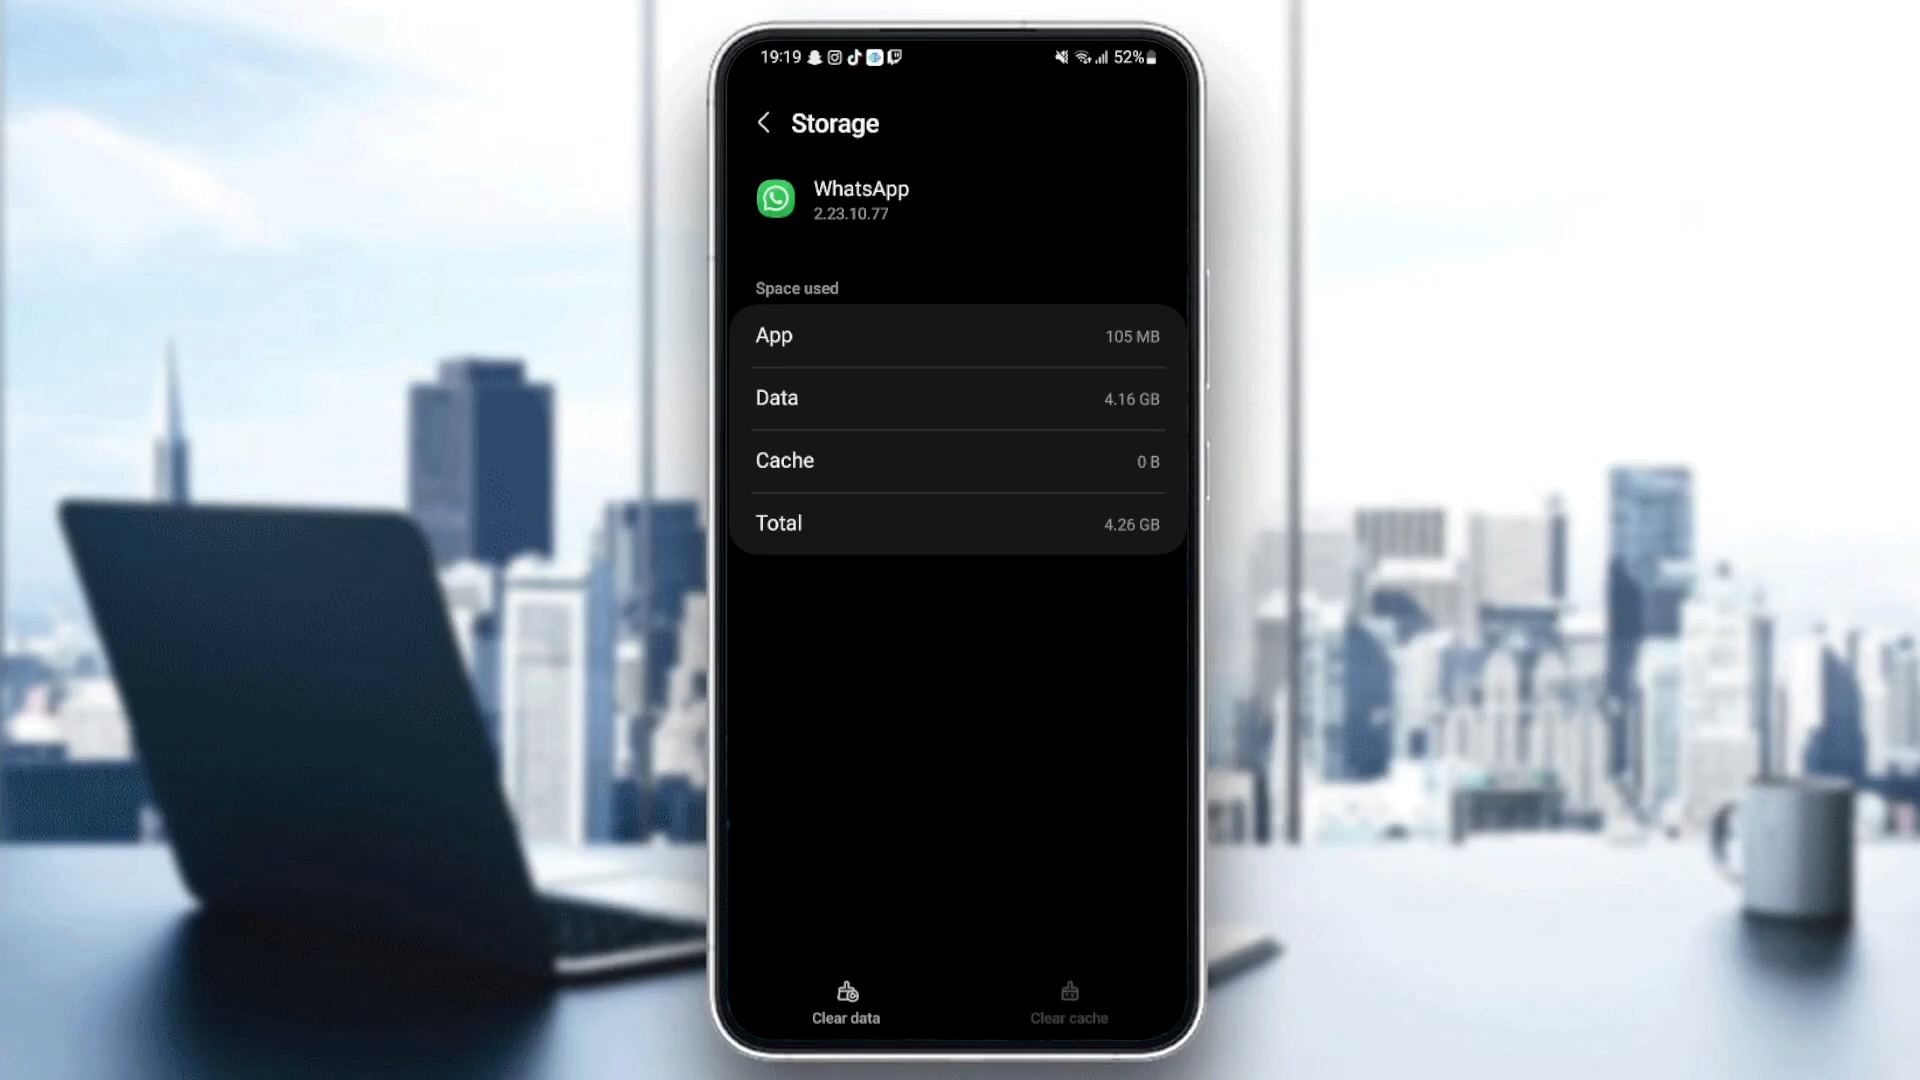 19:19 52%
Storage
WhatsApp
2.23.10.77
Space used
App 105 MB
Data 4.16 GB
Cache 0 B
Total 4.26 GB
Clear data Clear cache